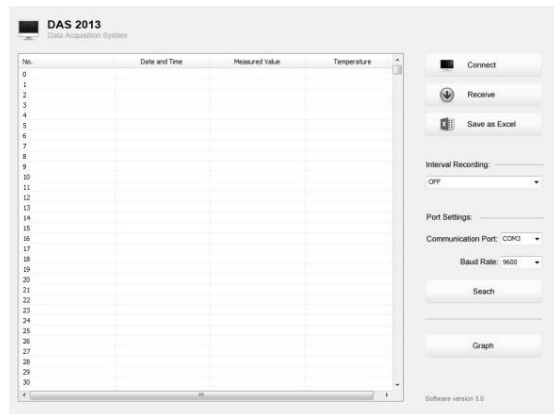 DAS 2013
Data Acquisition System
No. Date and Time Measured Value Temperature
0
1
2
3
4
5
6
7
8
9
10
11
12
13
14
15
16
17
18
19
20
21
22
23
24
25
26
27
28
29
30
Connect
Receive
Save as Excel
Interval Recording:
OFF
Port Settings:
Communication Port: COM3
Baud Rate: 9600
Seach
Graph
Software version 3.0